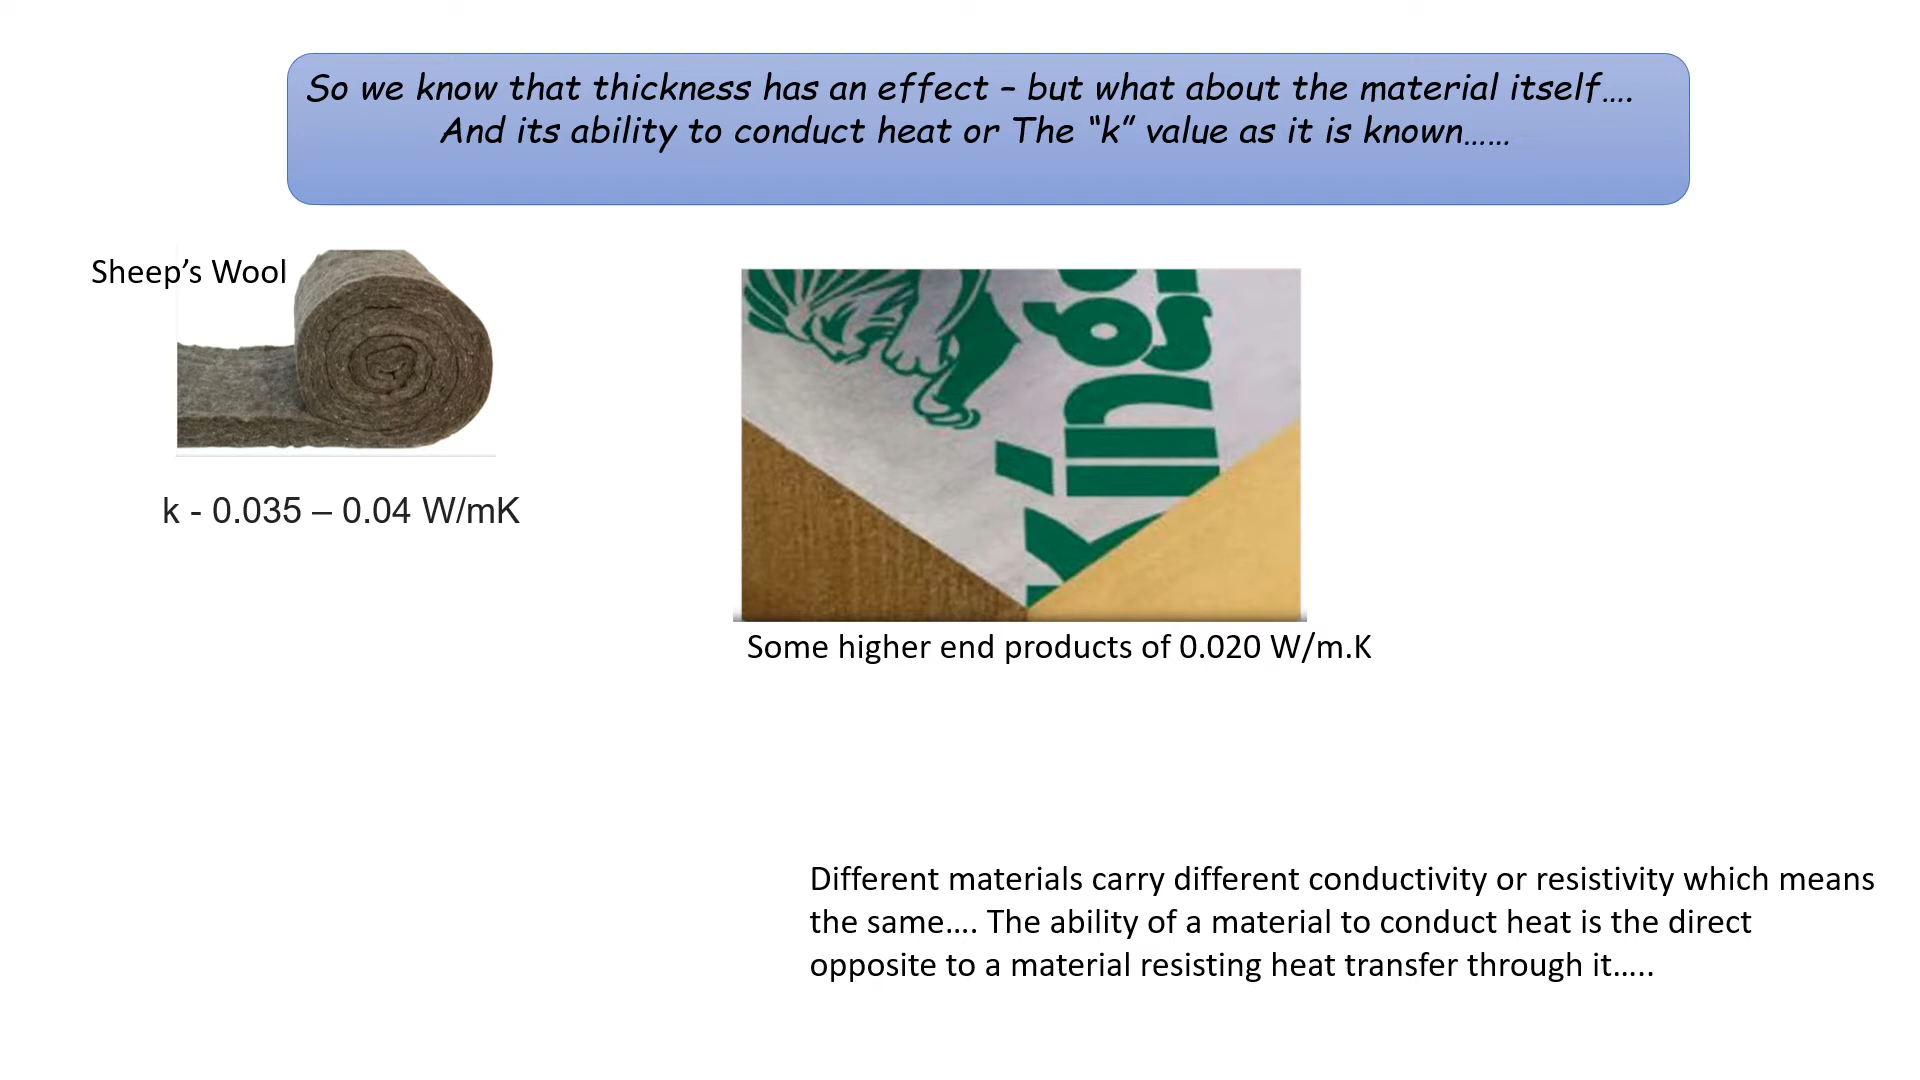 So we know that thickness has an effect – but what about the material itself….
And its ability to conduct heat or The “k” value as it is known……
Sheep’s Wool
k - 0.035 – 0.04 W/mK
King
Some higher end products of 0.020 W/m.K
Different materials carry different conductivity or resistivity which means
the same…. The ability of a material to conduct heat is the direct
opposite to a material resisting heat transfer through it…..